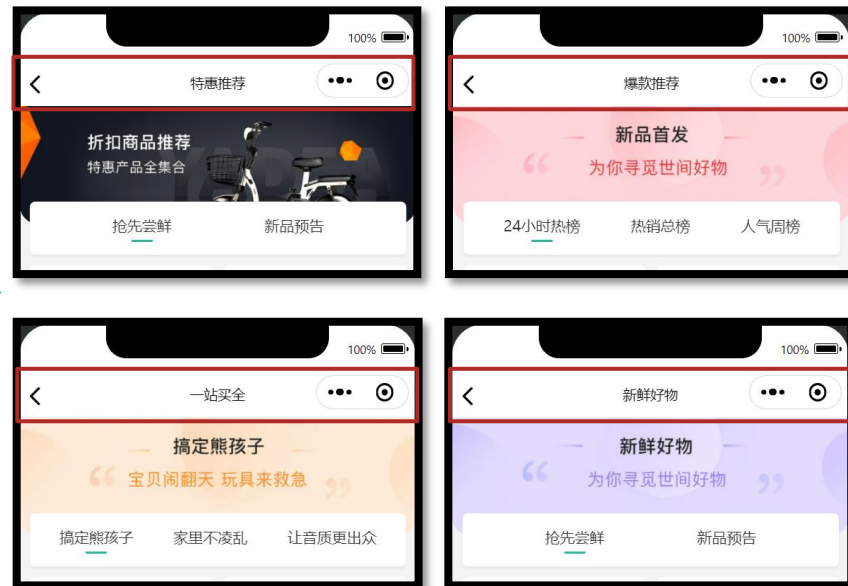 100%
特惠推荐
折扣商品推荐
特惠产品全集合
抢先尝鲜 新品预告
100%
爆款推荐
新品首发
为你寻觅世间好物
24小时热榜 热销总榜 人气周榜
100%
一站买全
搞定熊孩子
宝贝闹翻天 玩具来救急
搞定熊孩子 家里不凌乱 让音质更出众
100%
新鲜好物
新鲜好物
为你寻觅世间好物
抢先尝鲜 新品预告